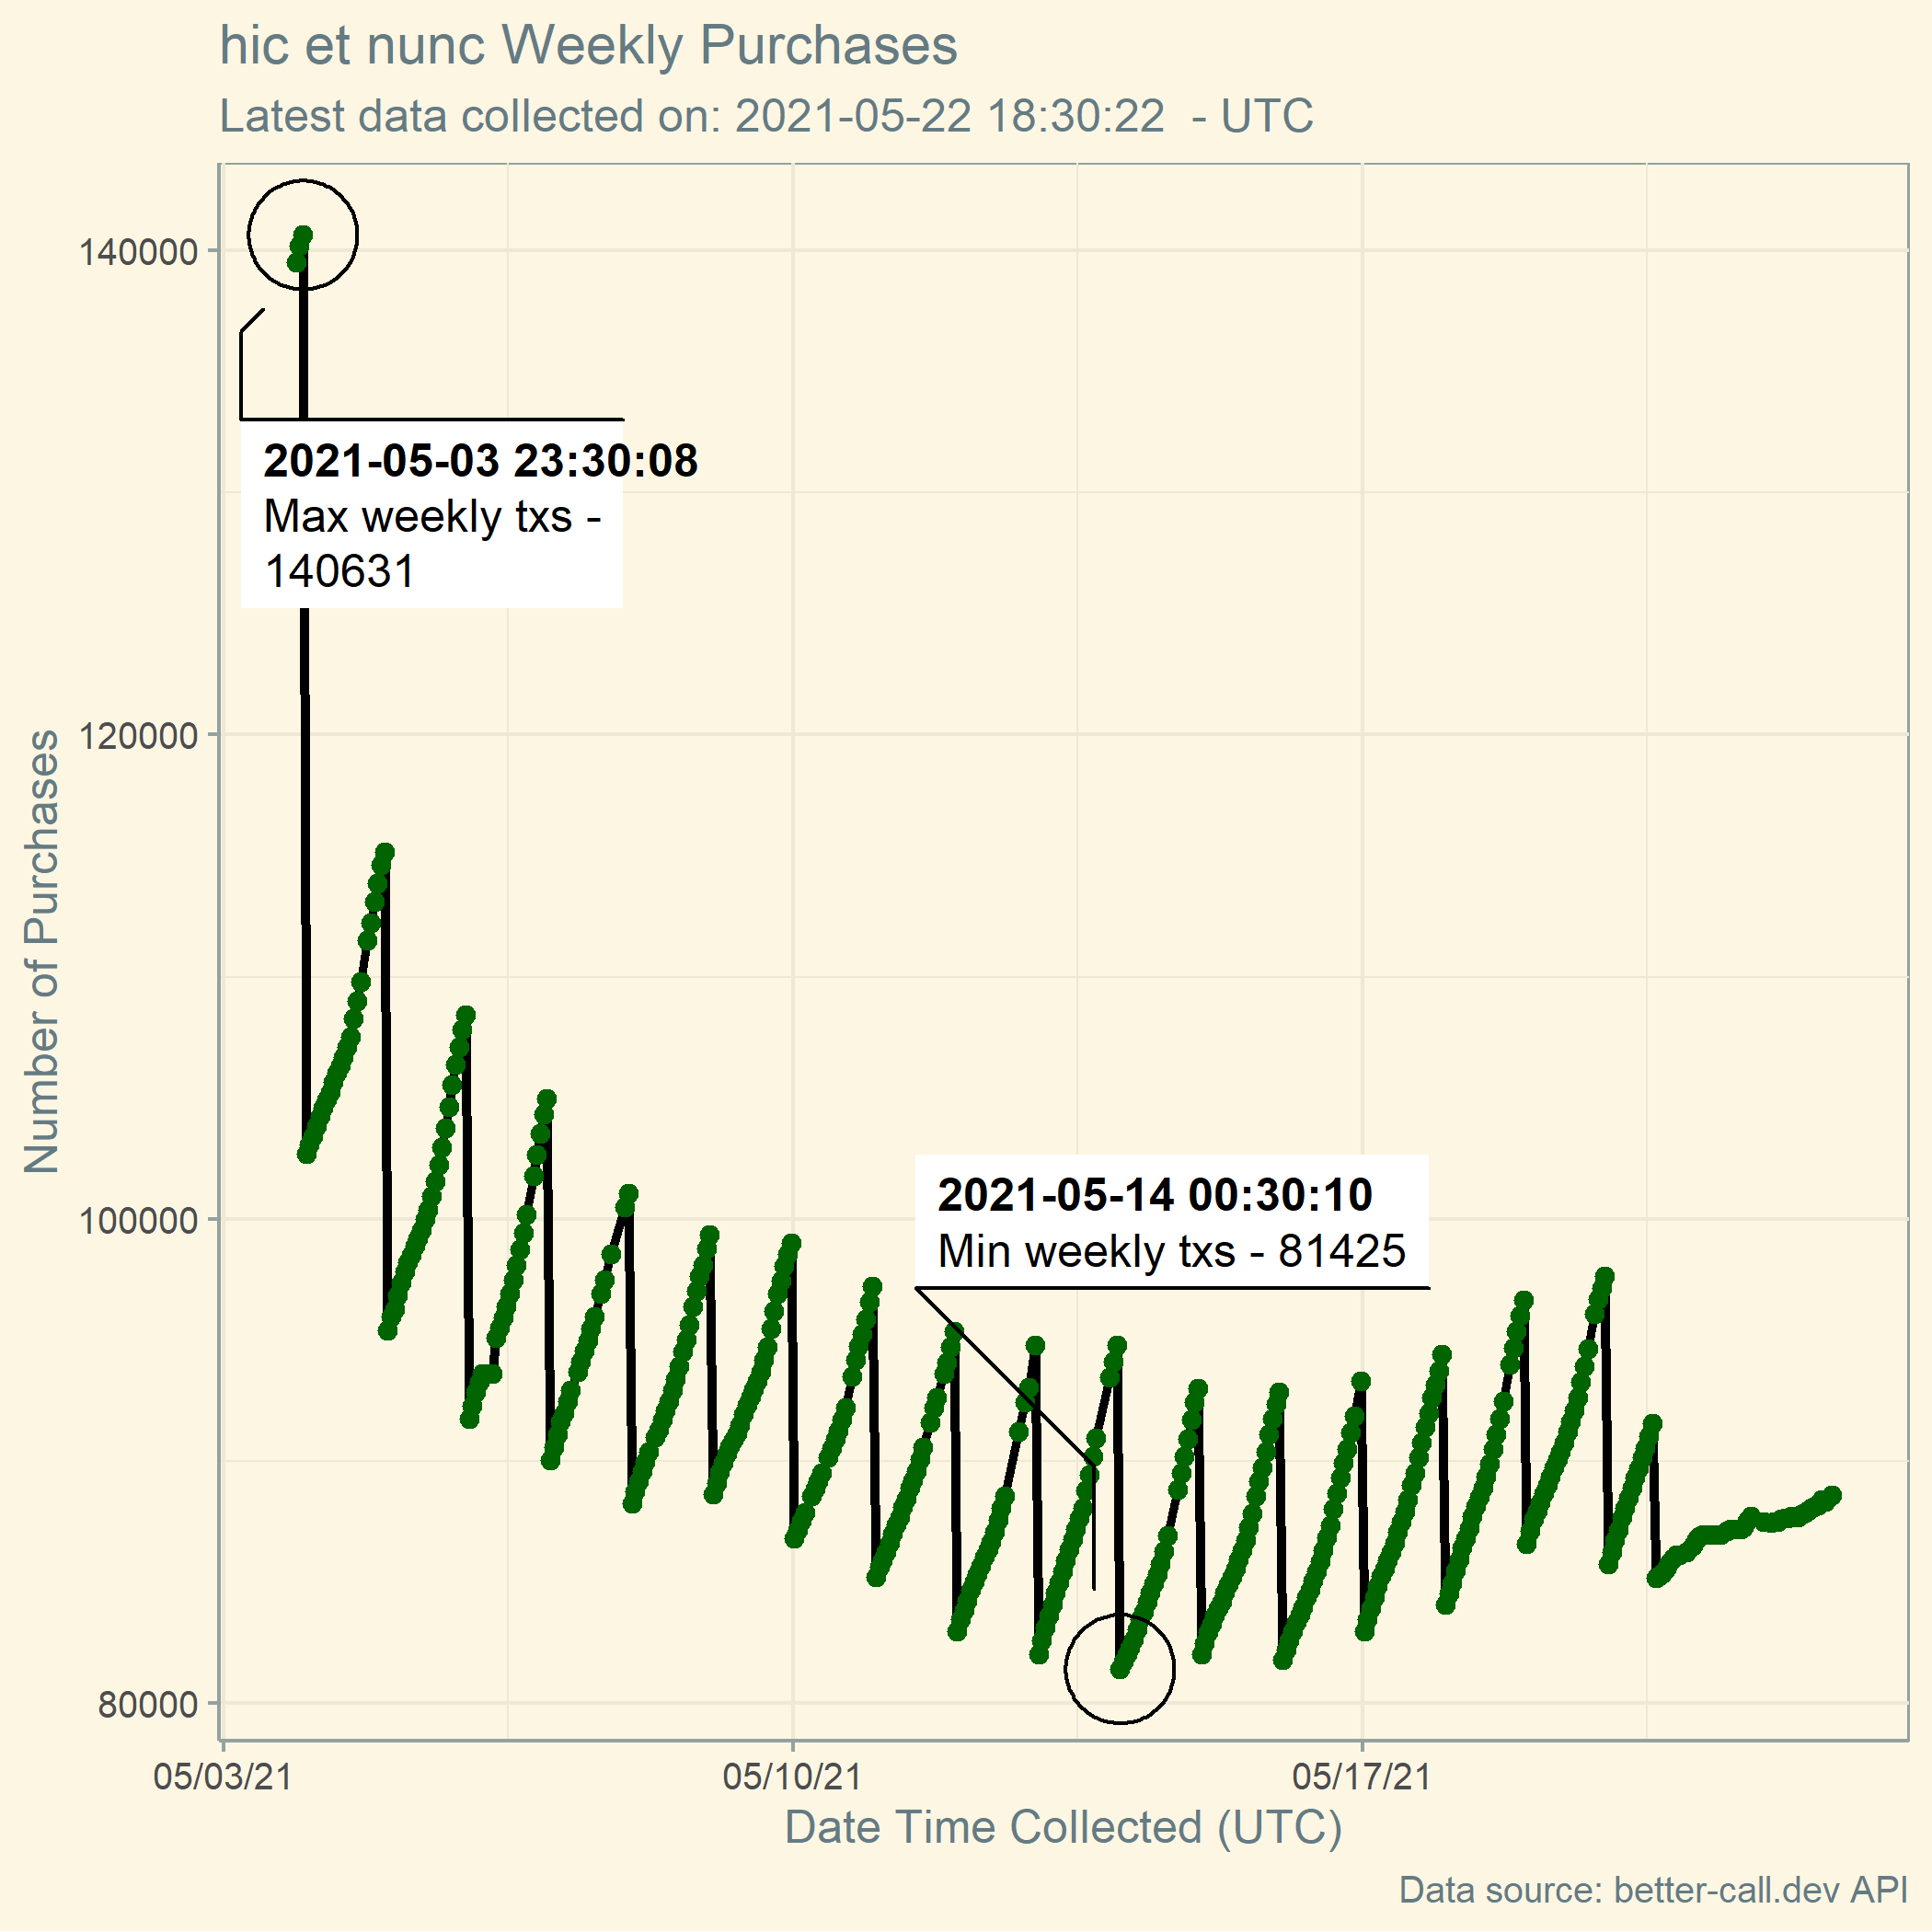 hic et nunc Weekly Purchases
Latest data collected on: 2021-05-22 18:30:22  - UTC
140000
2021-05-03 23:30:08
Max weekly txs -
140631
120000
Number of Purchases
2021-05-14 00:30:10
Min weekly txs - 81425
100000
80000
05/03/21
05/10/21
05/17/21
Date Time Collected (UTC)
Data source: better-call.dev API